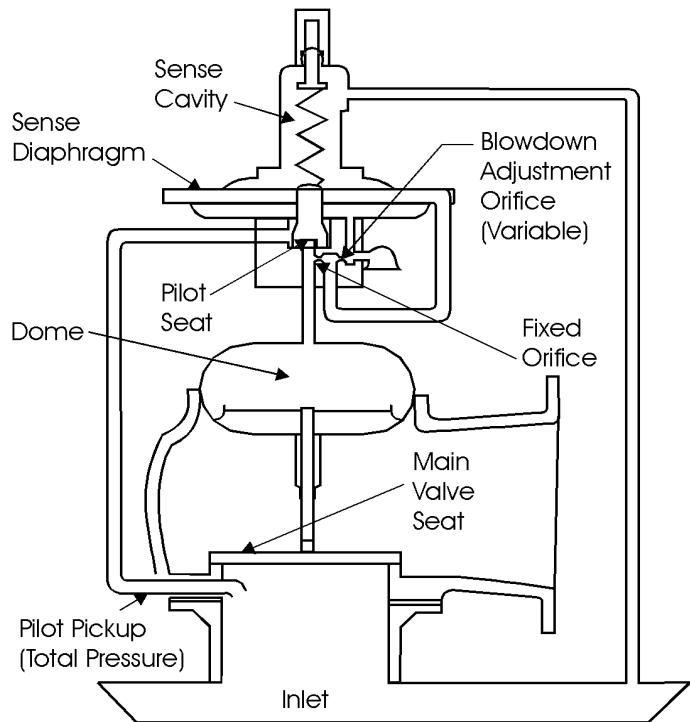 Sense
Cavity
Sense
Diaphragm
Blowdown
Adjustment
Orifice
(Variable)
Pilot
Seat
Fixed
Orifice
Dome
Main
Valve
Seat
Pilot Pickup
(Total Pressure)
Inlet